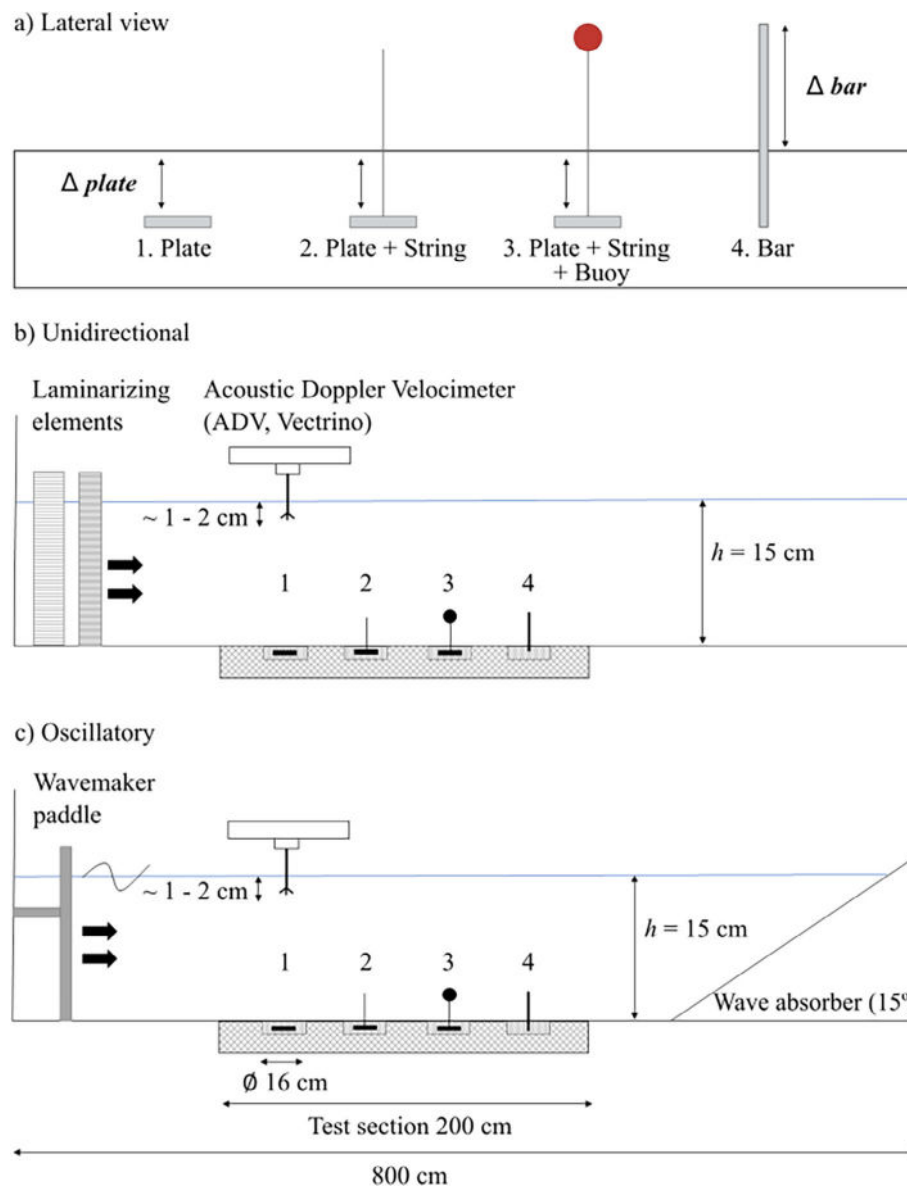 a) Lateral view
Δ bar
Δ plate
1. Plate
2. Plate + String
3. Plate + String
+ Buoy
4. Bar
b) Unidirectional
Laminarizing
elements
Acoustic Doppler Velocimeter
(ADV, Vectrino)
~ 1 - 2 cm
h = 15 cm
1 2 3 4
c) Oscillatory
Wavemaker
paddle
~ 1 - 2 cm
h = 15 cm
1 2 3 4
Wave absorber (15º
Ø 16 cm
Test section 200 cm
800 cm